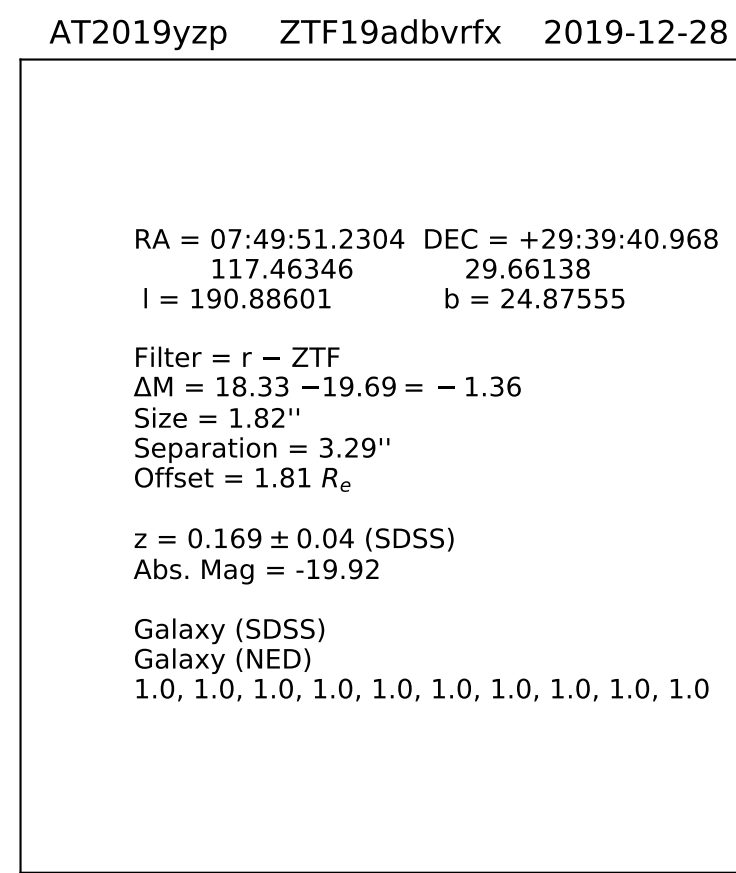 AT2019yzp ZTF19adbvrfx 2019-12-28
RA = 07:49:51.2304 DEC = +29:39:40.968
117.46346 29.66138
l = 190.88601 b = 24.87555
Filter = r − ZTF
ΔM = 18.33 −19.69 = − 1.36
Size = 1.82''
Separation = 3.29''
Offset = 1.81 Rₑ
z = 0.169 ± 0.04 (SDSS)
Abs. Mag = -19.92
Galaxy (SDSS)
Galaxy (NED)
1.0, 1.0, 1.0, 1.0, 1.0, 1.0, 1.0, 1.0, 1.0, 1.0